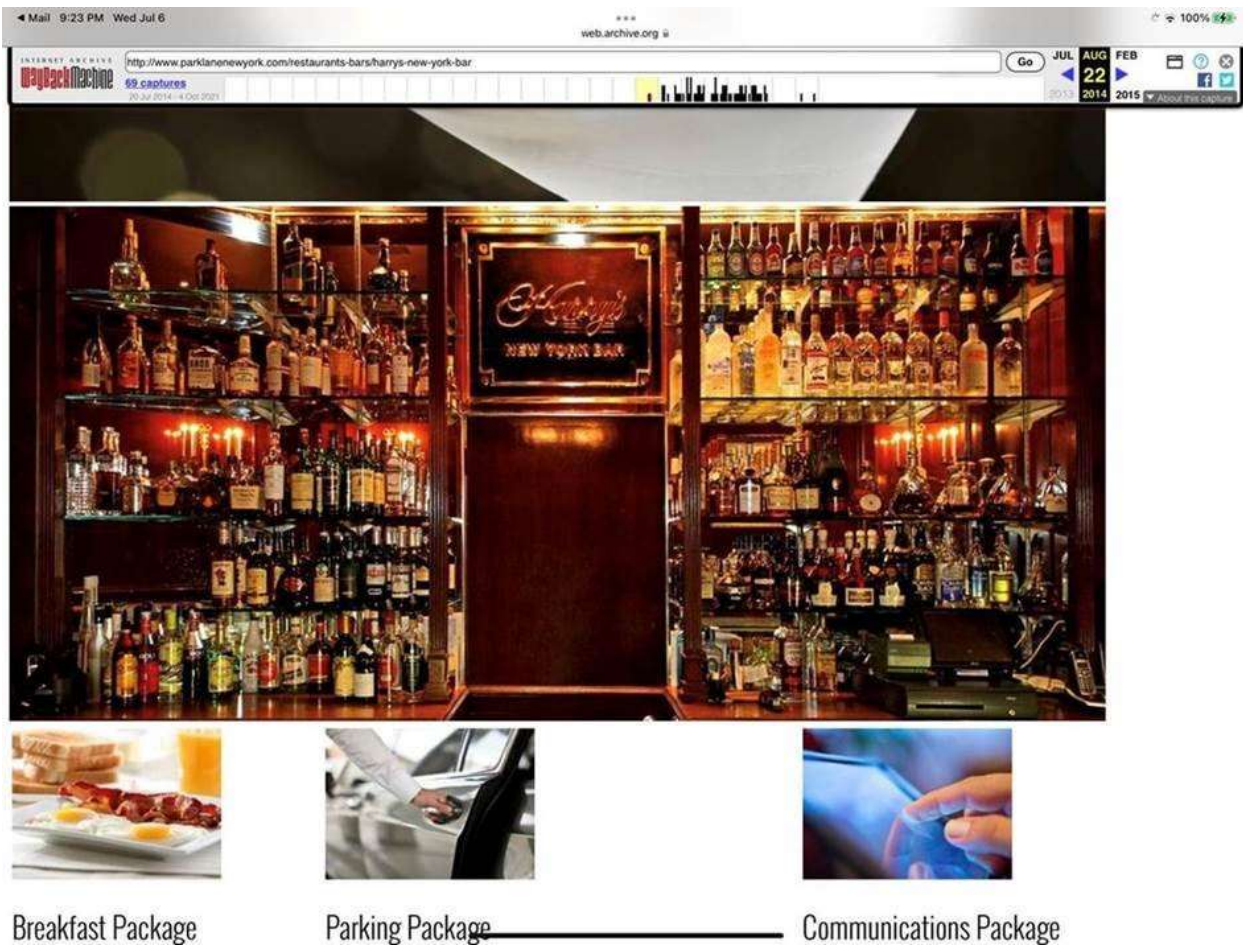 Mail 9:23 PM Wed Jul 6
web.archive.org
100%
INTERNET ARCHIVE
WayBackMachine
http://www.parklanenewyork.com/restaurants-bars/harrys-new-york-bar
Go
JUL AUG FEB
69 captures
22
20 Jul 2014 - 4 Oct 2021
2013 2014 2015
About this capture
Harry's
NEW YORK BAR
Breakfast Package
Parking Package
Communications Package